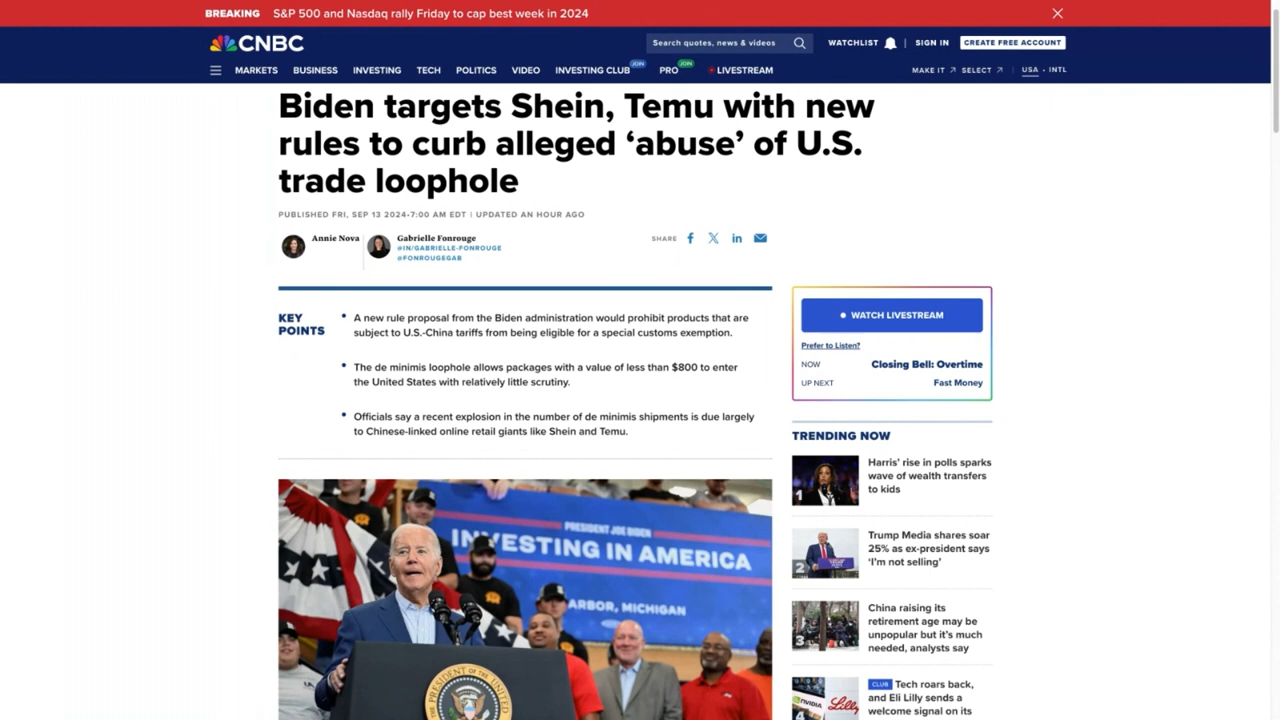 BREAKING S&P 500 and Nasdaq rally Friday to cap best week in 2024
CNBC
Search quotes, news & videos
WATCHLIST
SIGN IN
CREATE FREE ACCOUNT
MARKETS BUSINESS INVESTING TECH POLITICS VIDEO INVESTING CLUB JOIN PRO JOIN LIVESTREAM
MAKE IT SELECT USA • INTL
Biden targets Shein, Temu with new
rules to curb alleged ‘abuse’ of U.S.
trade loophole
PUBLISHED FRI, SEP 13 2024•7:00 AM EDT | UPDATED AN HOUR AGO
Annie Nova
Gabrielle Fonrouge
@IN/GABRIELLE-FONROUGE
@FONROUGEGAB
SHARE
KEY
POINTS
A new rule proposal from the Biden administration would prohibit products that are
subject to U.S.-China tariffs from being eligible for a special customs exemption.
The de minimis loophole allows packages with a value of less than $800 to enter
the United States with relatively little scrutiny.
Officials say a recent explosion in the number of de minimis shipments is due largely
to Chinese-linked online retail giants like Shein and Temu.
PRESIDENT JOE BIDEN
INVESTING IN AMERICA
ARBOR, MICHIGAN
PRESIDENT OF THE UNITED
WATCH LIVESTREAM
Prefer to Listen?
NOW Closing Bell: Overtime
UP NEXT Fast Money
TRENDING NOW
1
Harris’ rise in polls sparks
wave of wealth transfers
to kids
2
Trump Media shares soar
25% as ex-president says
‘I’m not selling’
3
China raising its
retirement age may be
unpopular but it’s much
needed, analysts say
4
NVIDIA
Lilly
CLUB Tech roars back,
and Eli Lilly sends a
welcome signal on its